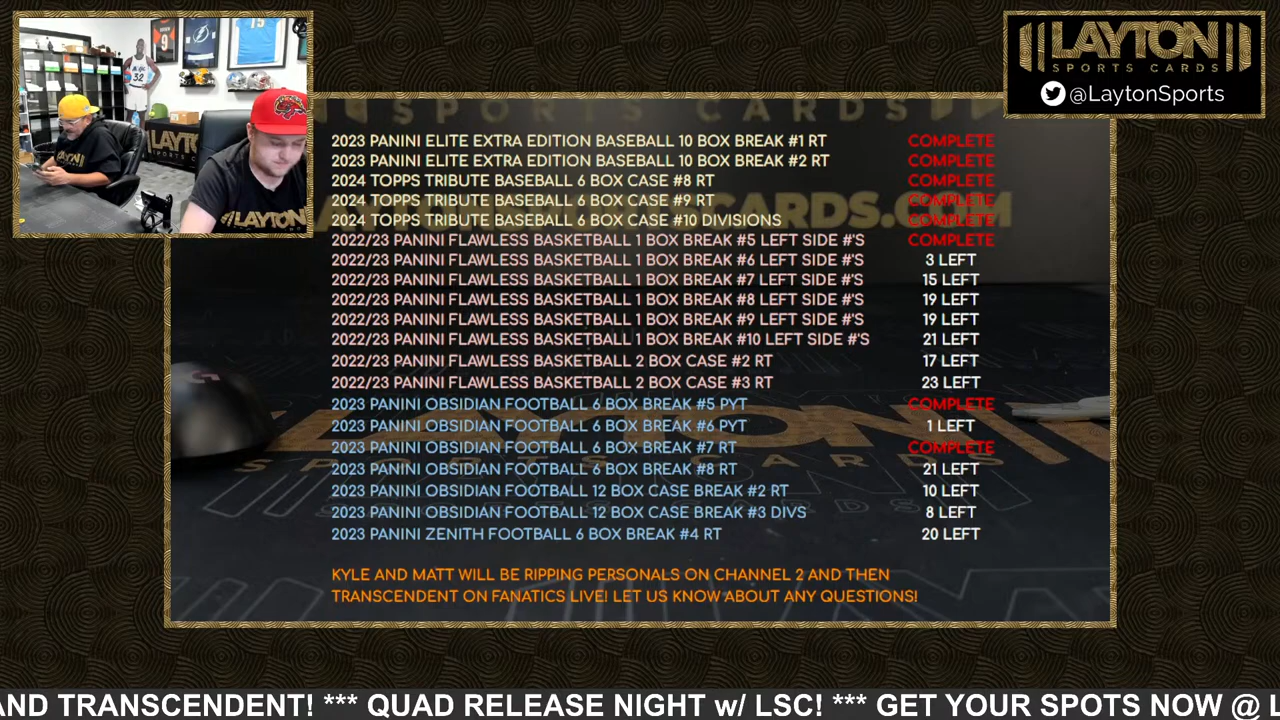 LAYTON
SPORTS CARDS
@LaytonSports
SPORTS CARDS
2023 PANINI ELITE EXTRA EDITION BASEBALL 10 BOX BREAK #1 RT COMPLETE
2023 PANINI ELITE EXTRA EDITION BASEBALL 10 BOX BREAK #2 RT COMPLETE
2024 TOPPS TRIBUTE BASEBALL 6 BOX CASE #8 RT COMPLETE
2024 TOPPS TRIBUTE BASEBALL 6 BOX CASE #9 RT COMPLETE
2024 TOPPS TRIBUTE BASEBALL 6 BOX CASE #10 DIVISIONS COMPLETE
2022/23 PANINI FLAWLESS BASKETBALL 1 BOX BREAK #5 LEFT SIDE #'S COMPLETE
2022/23 PANINI FLAWLESS BASKETBALL 1 BOX BREAK #6 LEFT SIDE #'S 3 LEFT
2022/23 PANINI FLAWLESS BASKETBALL 1 BOX BREAK #7 LEFT SIDE #'S 15 LEFT
2022/23 PANINI FLAWLESS BASKETBALL 1 BOX BREAK #8 LEFT SIDE #'S 19 LEFT
2022/23 PANINI FLAWLESS BASKETBALL 1 BOX BREAK #9 LEFT SIDE #'S 19 LEFT
2022/23 PANINI FLAWLESS BASKETBALL 1 BOX BREAK #10 LEFT SIDE #'S 21 LEFT
2022/23 PANINI FLAWLESS BASKETBALL 2 BOX CASE #2 RT 17 LEFT
2022/23 PANINI FLAWLESS BASKETBALL 2 BOX CASE #3 RT 23 LEFT
2023 PANINI OBSIDIAN FOOTBALL 6 BOX BREAK #5 PYT COMPLETE
2023 PANINI OBSIDIAN FOOTBALL 6 BOX BREAK #6 PYT 1 LEFT
2023 PANINI OBSIDIAN FOOTBALL 6 BOX BREAK #7 RT COMPLETE
2023 PANINI OBSIDIAN FOOTBALL 6 BOX BREAK #8 RT 21 LEFT
2023 PANINI OBSIDIAN FOOTBALL 12 BOX CASE BREAK #2 RT 10 LEFT
2023 PANINI OBSIDIAN FOOTBALL 12 BOX CASE BREAK #3 DIVS 8 LEFT
2023 PANINI ZENITH FOOTBALL 6 BOX BREAK #4 RT 20 LEFT
KYLE AND MATT WILL BE RIPPING PERSONALS ON CHANNEL 2 AND THEN
TRANSCENDENT ON FANATICS LIVE! LET US KNOW ABOUT ANY QUESTIONS!
AND TRANSCENDENT! *** QUAD RELEASE NIGHT w/ LSC! *** GET YOUR SPOTS NOW @ L